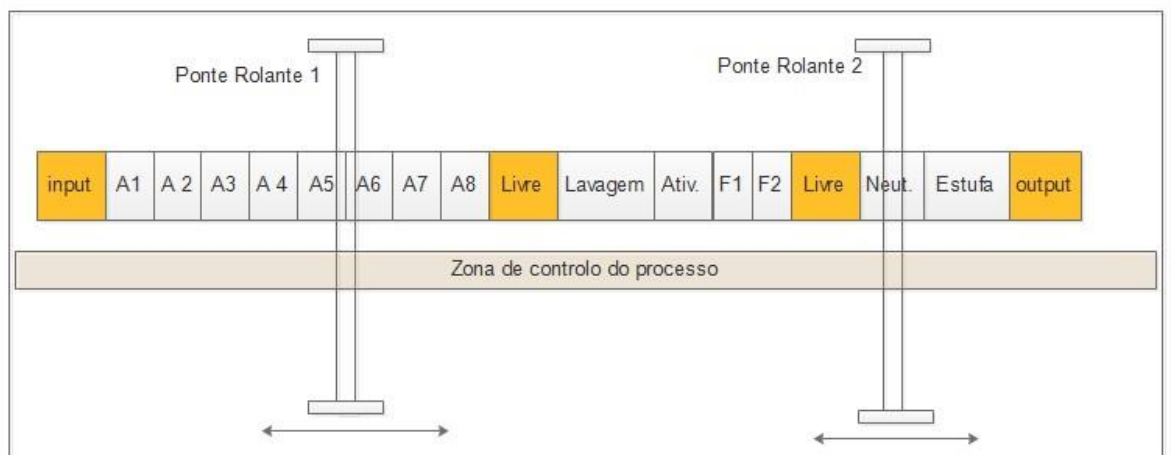 Ponte Rolante 1
Ponte Rolante 2
input A1 A 2 A3 A 4 A5 A6 A7 A8 Livre Lavagem Ativ. F1 F2 Livre Neut. Estufa output
Zona de controlo do processo